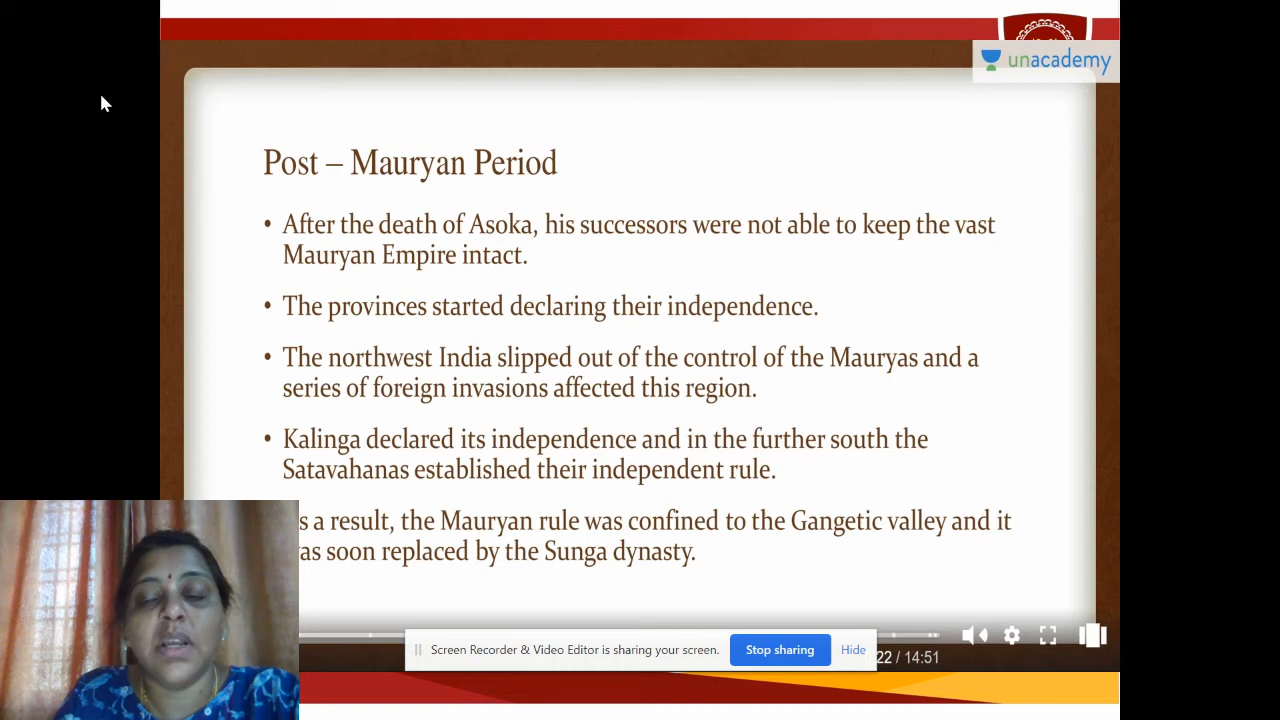 unacademy
Post – Mauryan Period
• After the death of Asoka, his successors were not able to keep the vast
Mauryan Empire intact.
• The provinces started declaring their independence.
• The northwest India slipped out of the control of the Mauryas and a
series of foreign invasions affected this region.
• Kalinga declared its independence and in the further south the
Satavahanas established their independent rule.
s a result, the Mauryan rule was confined to the Gangetic valley and it
as soon replaced by the Sunga dynasty.
Screen Recorder & Video Editor is sharing your screen. Stop sharing Hide
22 / 14:51